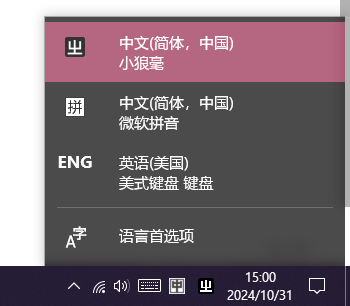 中文(简体，中国)
小狼毫
拼
中文(简体，中国)
微软拼音
ENG
英语(美国)
美式键盘 键盘
A字
语言首选项
15:00
2024/10/31